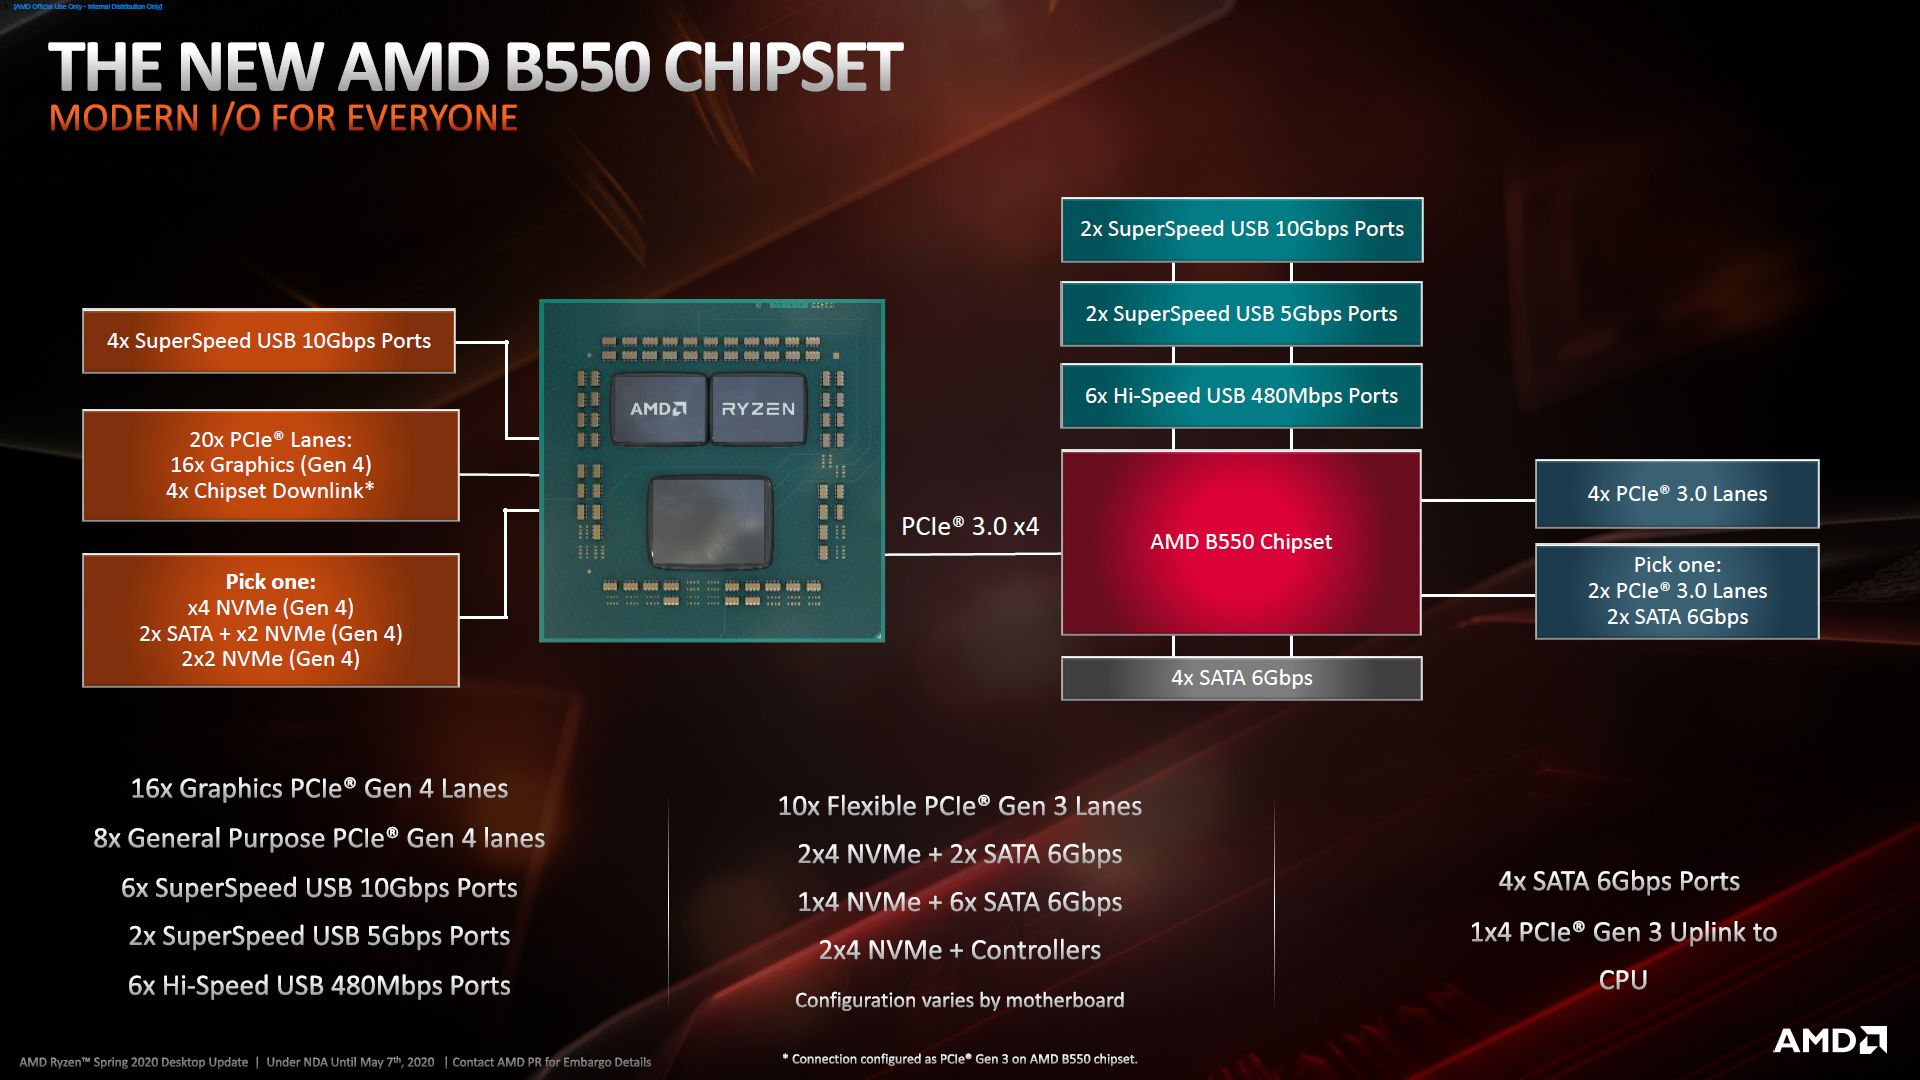 [AMD Official Use Only - Internal Distribution Only]
THE NEW AMD B550 CHIPSET
MODERN I/O FOR EVERYONE
4x SuperSpeed USB 10Gbps Ports
20x PCIe® Lanes:
16x Graphics (Gen 4)
4x Chipset Downlink*
Pick one:
x4 NVMe (Gen 4)
2x SATA + x2 NVMe (Gen 4)
2x2 NVMe (Gen 4)
AMD
RYZEN
PCIe® 3.0 x4
2x SuperSpeed USB 10Gbps Ports
2x SuperSpeed USB 5Gbps Ports
6x Hi-Speed USB 480Mbps Ports
AMD B550 Chipset
4x SATA 6Gbps
4x PCIe® 3.0 Lanes
Pick one:
2x PCIe® 3.0 Lanes
2x SATA 6Gbps
16x Graphics PCIe® Gen 4 Lanes
8x General Purpose PCIe® Gen 4 lanes
6x SuperSpeed USB 10Gbps Ports
2x SuperSpeed USB 5Gbps Ports
6x Hi-Speed USB 480Mbps Ports
10x Flexible PCIe® Gen 3 Lanes
2x4 NVMe + 2x SATA 6Gbps
1x4 NVMe + 6x SATA 6Gbps
2x4 NVMe + Controllers
Configuration varies by motherboard
4x SATA 6Gbps Ports
1x4 PCIe® Gen 3 Uplink to
CPU
AMD Ryzen™ Spring 2020 Desktop Update | Under NDA Until May 7th, 2020 | Contact AMD PR for Embargo Details
* Connection configured as PCIe® Gen 3 on AMD B550 chipset.
AMD